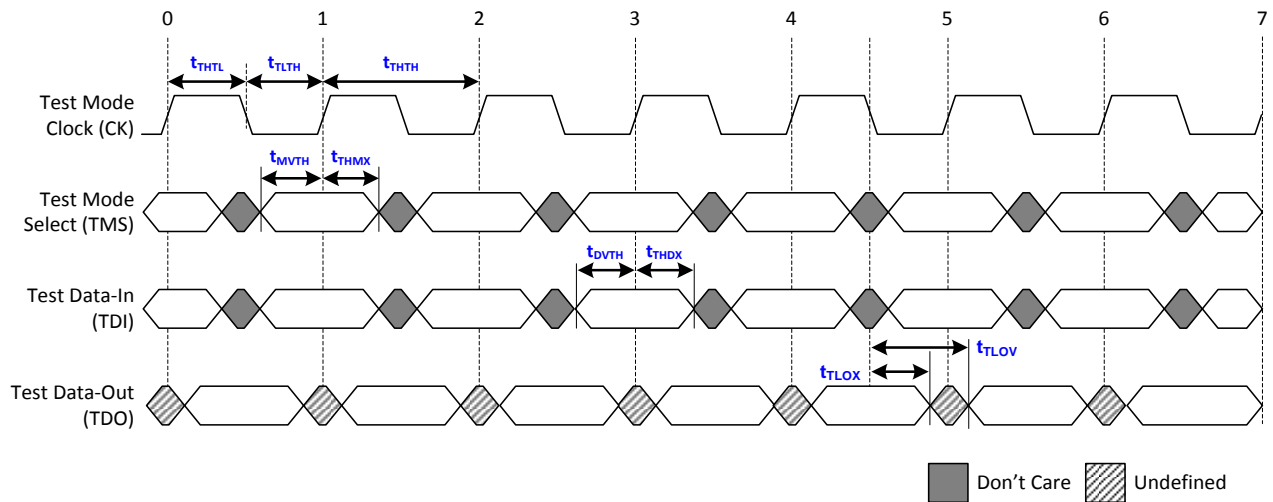 0 1 2 3 4 5 6 7
tTHTL tTLTH tTHTH
Test Mode
Clock (CK)
tMVTH tTHMX
Test Mode
Select (TMS)
tDVTH tTHDX
Test Data-In
(TDI)
tTLOV
tTLOX
Test Data-Out
(TDO)
Don't Care Undefined